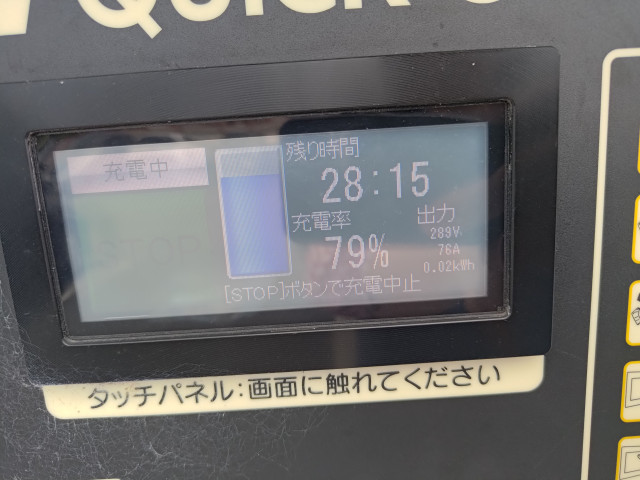 QUICK
充電中
残り時間
28:15
充電率
79%
出力
289V
76A
0.02kWh
[STOP]ボタンで充電中止
タッチパネル:画面に触れてください